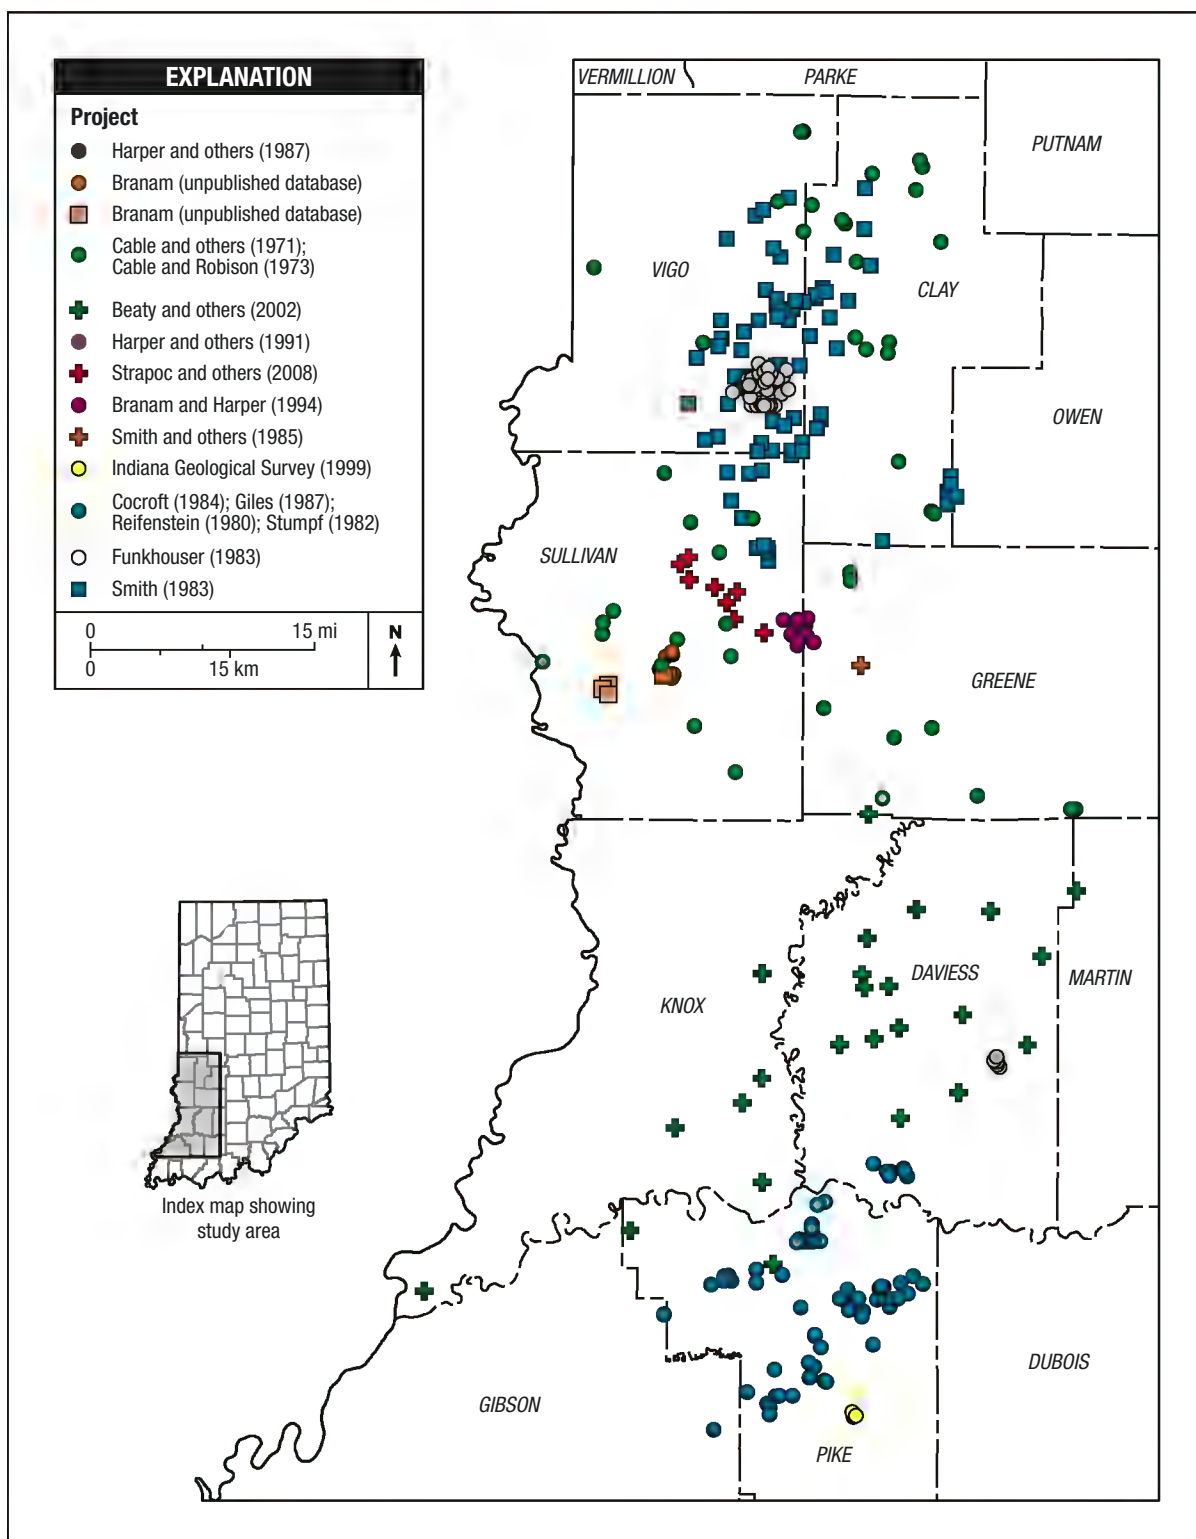 EXPLANATION
Project
Harper and others (1987)
Branam (unpublished database)
Branam (unpublished database)
Cable and others (1971);
Cable and Robison (1973)
Beaty and others (2002)
Harper and others (1991)
Strapoc and others (2008)
Branam and Harper (1994)
Smith and others (1985)
Indiana Geological Survey (1999)
Cocroft (1984); Giles (1987);
Reifenstein (1980); Stumpf (1982)
Funkhouser (1983)
Smith (1983)
0 15 mi
0 15 km
N
VERMILLION
PARKE
PUTNAM
VIGO
CLAY
OWEN
SULLIVAN
GREENE
KNOX
DAVIESS
MARTIN
Index map showing
study area
GIBSON
DUBOIS
PIKE